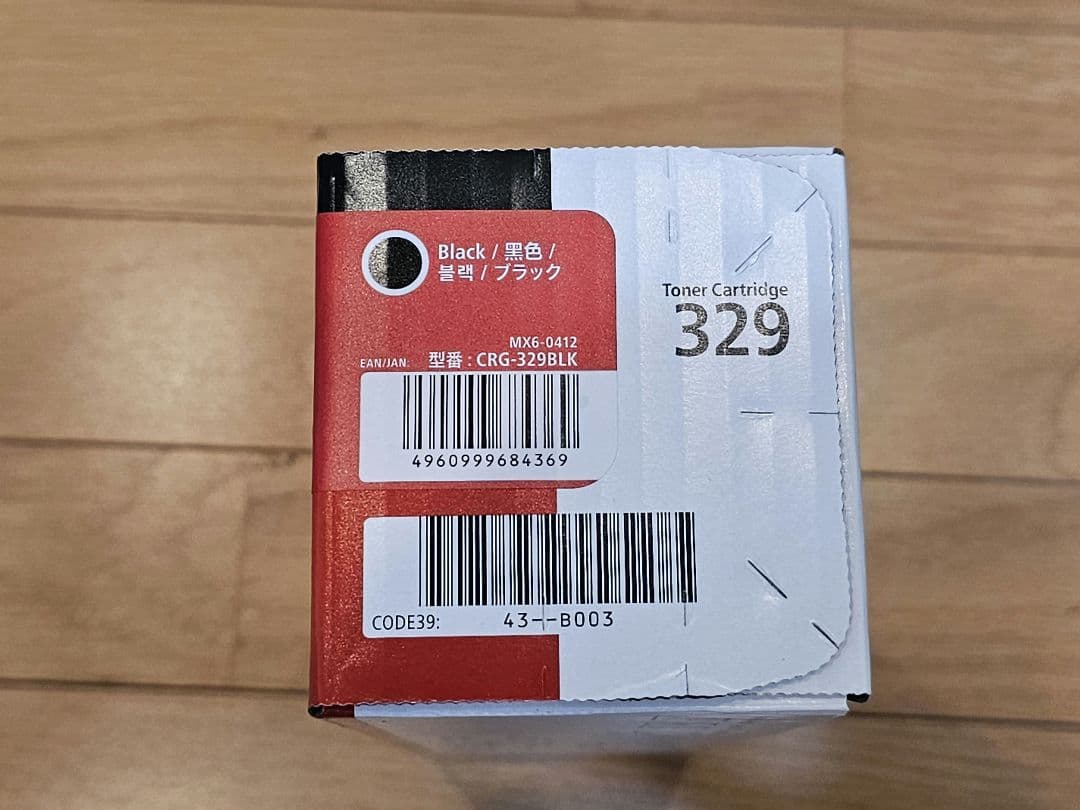 Black / 黑色 /
블랙 / ブラック
Toner Cartridge
329
MX6-0412
EAN/JAN: 型番 : CRG-329BLK
4960999684369
CODE39: 43--B003